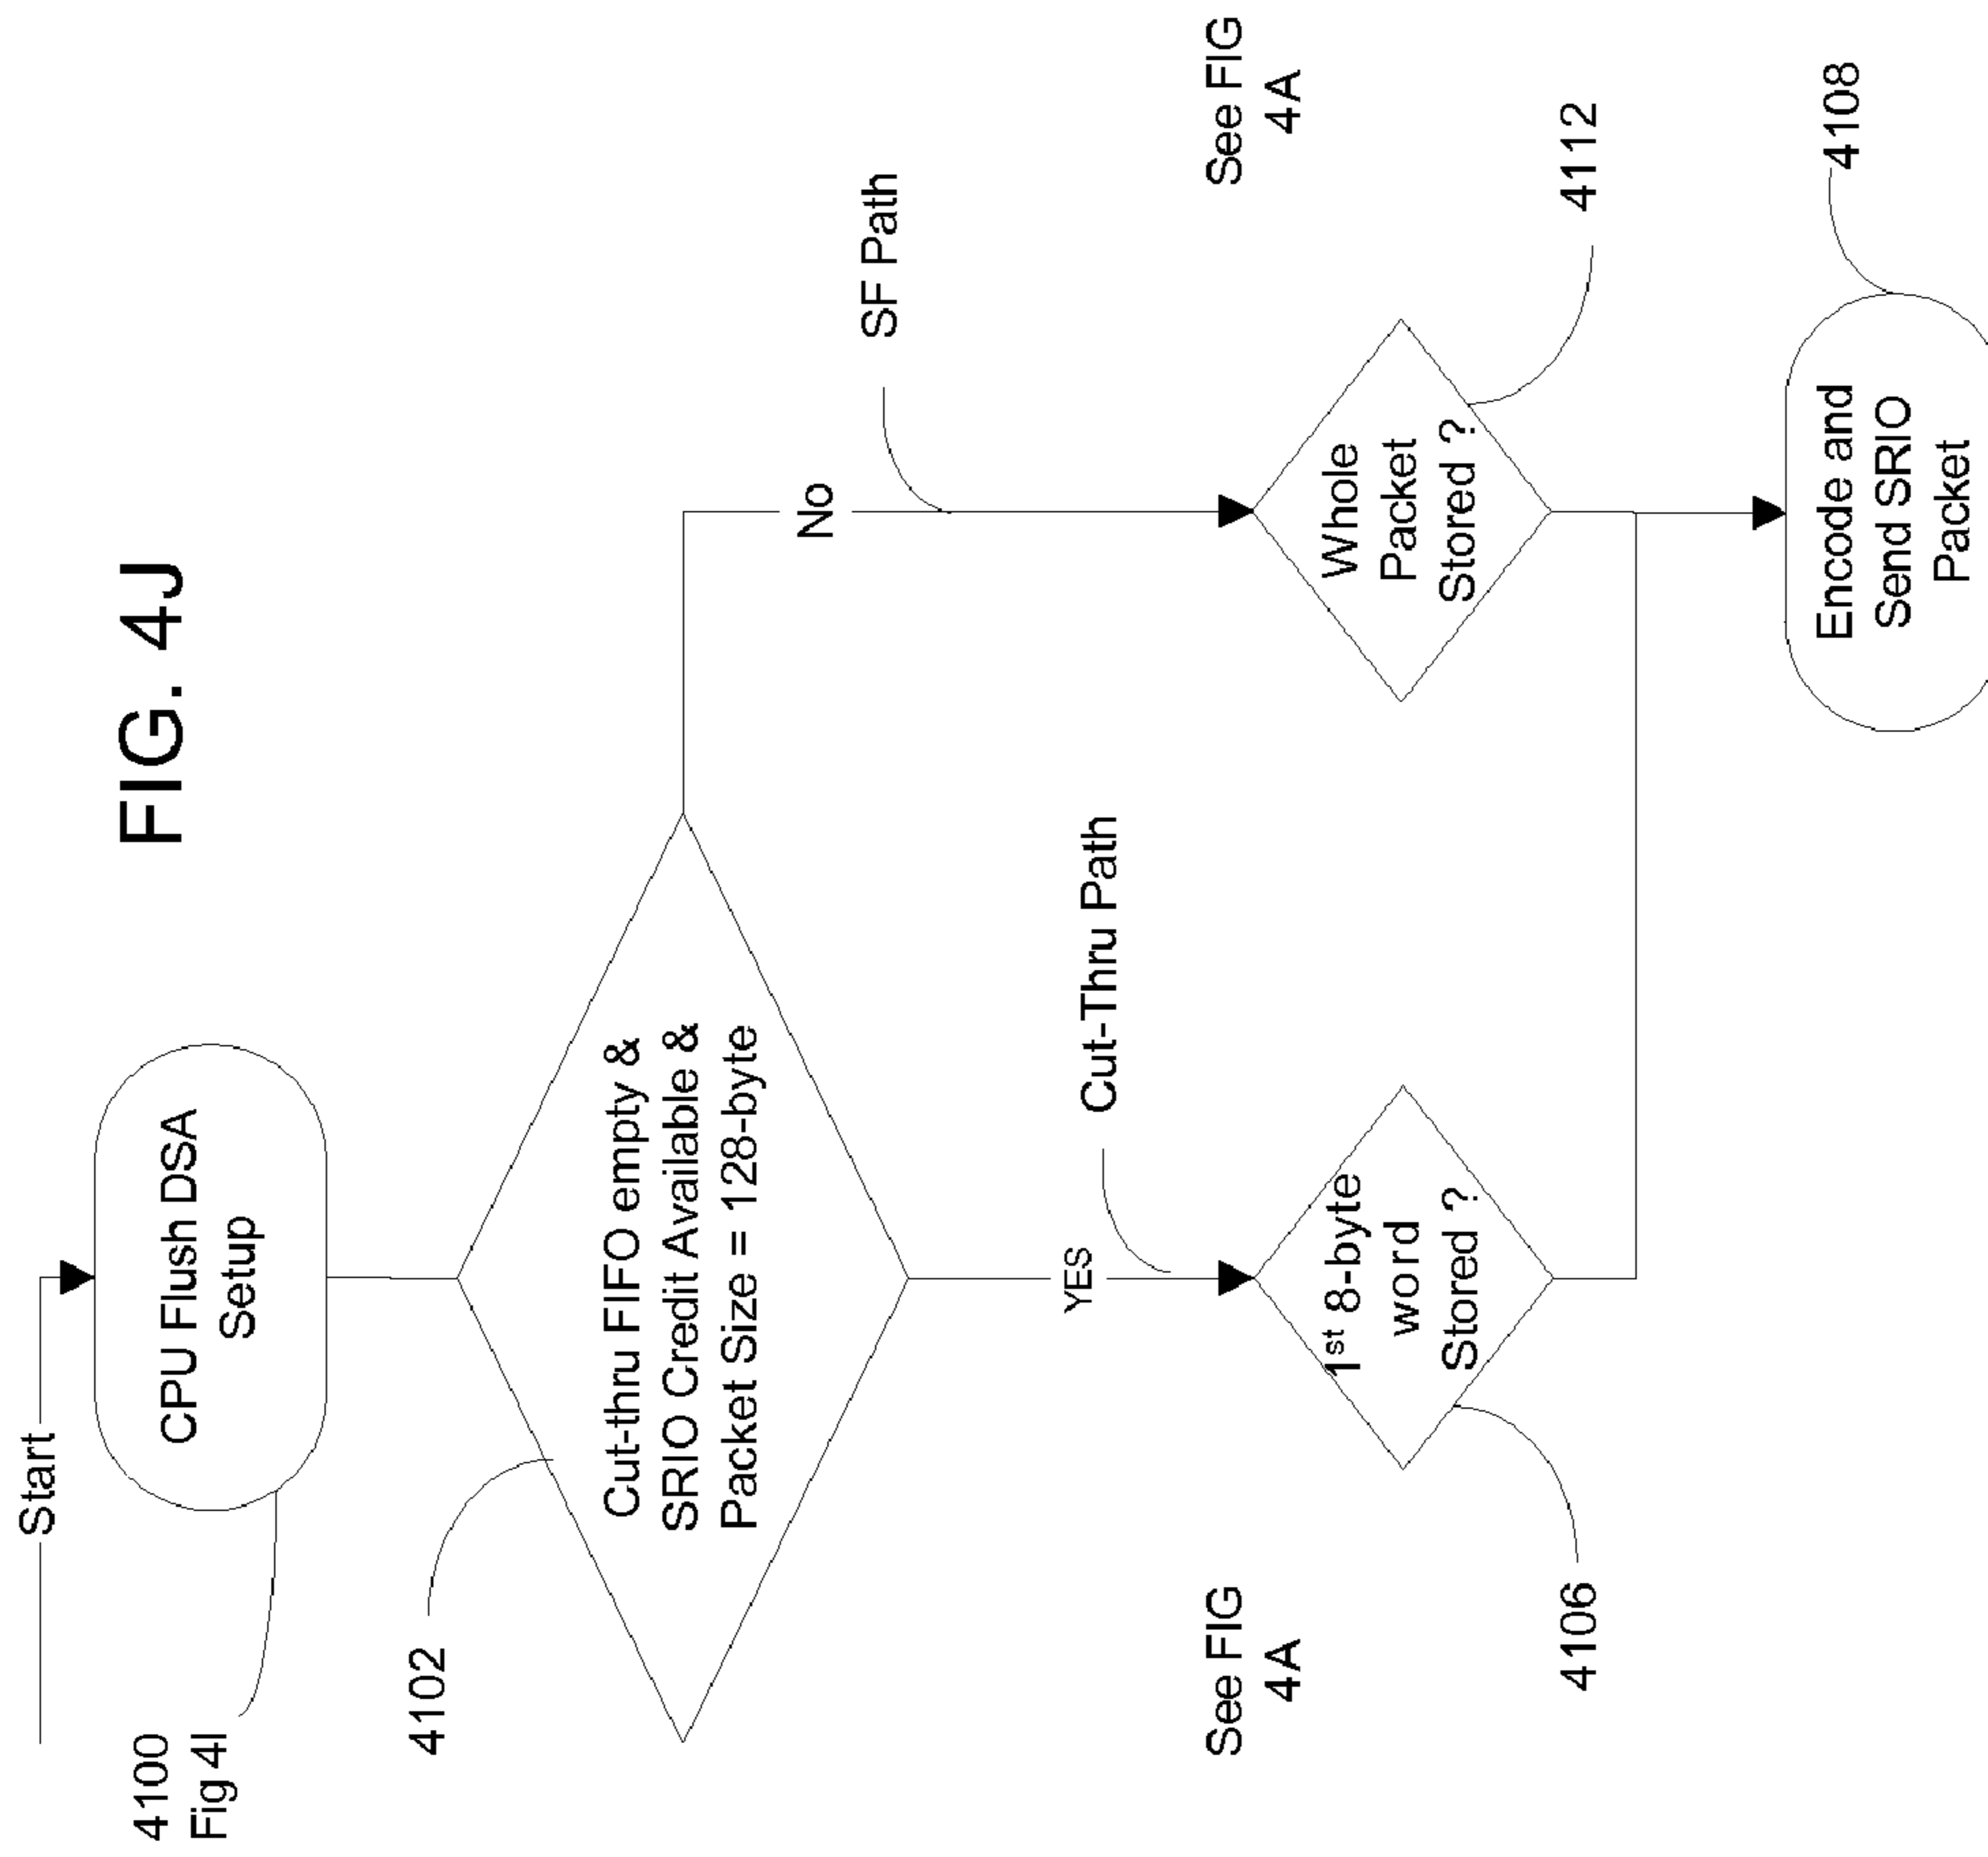 FIG. 4J
Start
4100
Fig 4I
CPU Flush DSA
Setup
4102
Cut-thru FIFO empty &
SRIO Credit Available &
Packet Size = 128-byte
No
SF Path
YES
Cut-Thru Path
See FIG
4A
1st 8-byte
word
Stored ?
4106
See FIG
4A
Whole
Packet
Stored ?
4112
Encode and
Send SRIO
Packet
4108